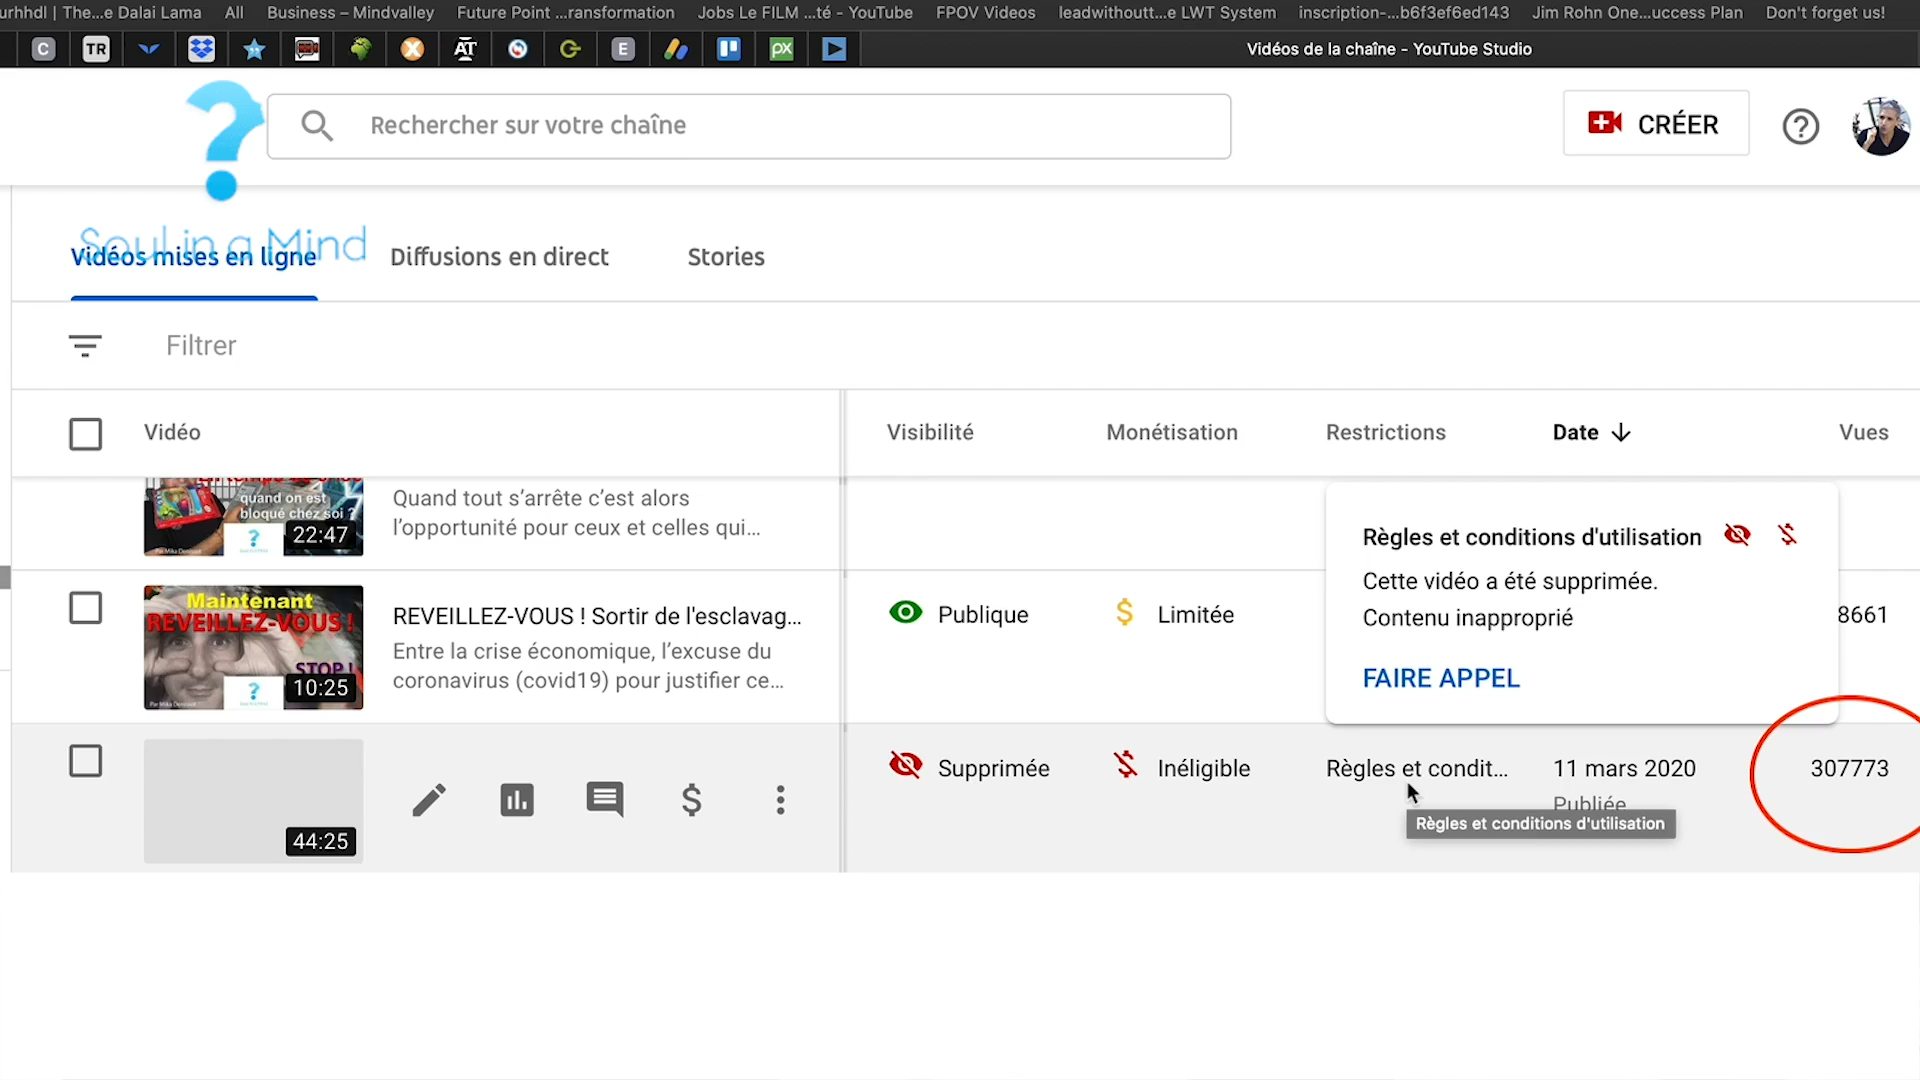 urhhdl | The...e Dalai Lama All Business – Mindvalley Future Point ...ransformation Jobs Le FILM ...té - YouTube FPOV Videos leadwithoutt...e LWT System inscription-...b6f3ef6ed143 Jim Rohn One...uccess Plan Don't forget us!
C TR AT E px Vidéos de la chaîne - YouTube Studio
? Rechercher sur votre chaîne CRÉER ?
Soul in a Mind
Vidéos mises en ligne Diffusions en direct Stories
Filtrer
Vidéo Visibilité Monétisation Restrictions Date Vues
quand on est
bloqué chez soi ?
22:47
Quand tout s’arrête c’est alors
l’opportunité pour ceux et celles qui...
Règles et conditions d'utilisation
Cette vidéo a été supprimée.
Contenu inapproprié
FAIRE APPEL
Maintenant
REVEILLEZ-VOUS !
STOP !
10:25
REVEILLEZ-VOUS ! Sortir de l'esclavag...
Entre la crise économique, l’excuse du
coronavirus (covid19) pour justifier ce...
Publique Limitée 8661
44:25
Supprimée Inéligible Règles et condit... 11 mars 2020 307773
Publiée
Règles et conditions d'utilisation